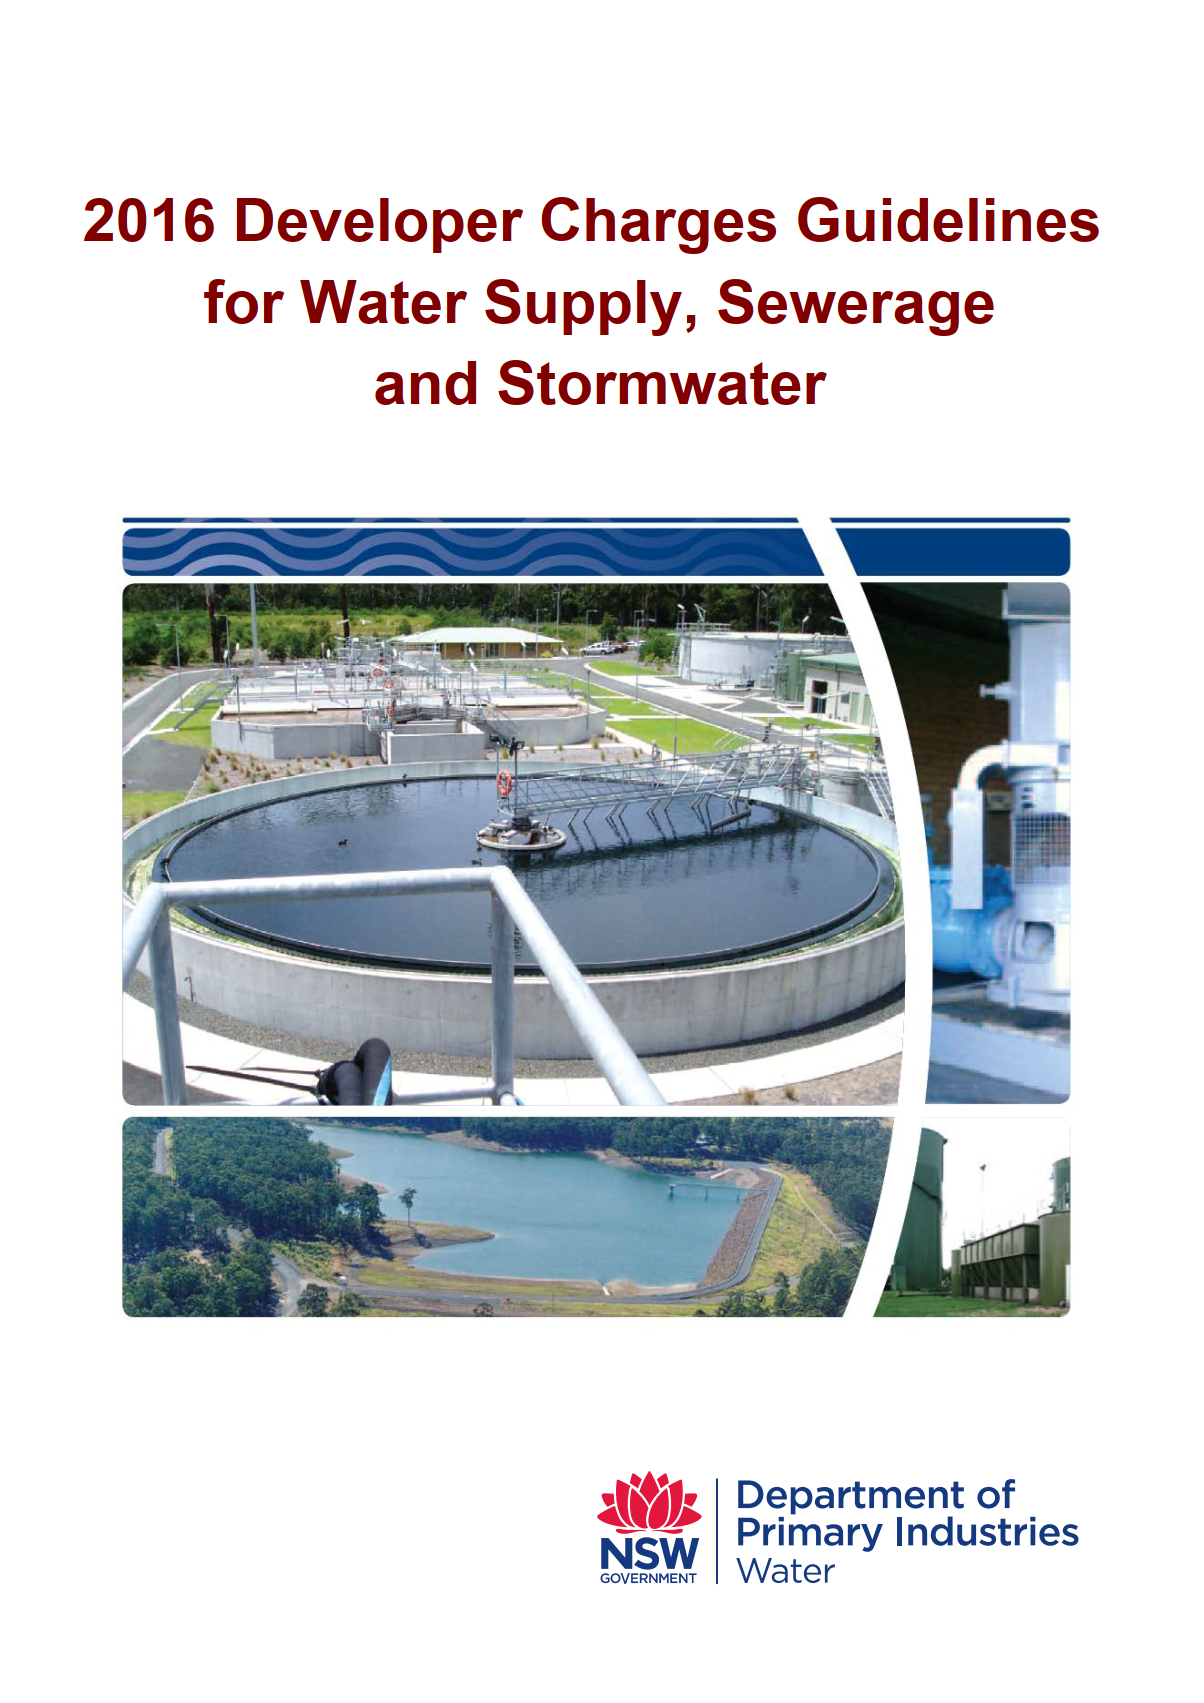 2016 Developer Charges Guidelines
for Water Supply, Sewerage
and Stormwater
NSW
GOVERNMENT
Department of
Primary Industries
Water